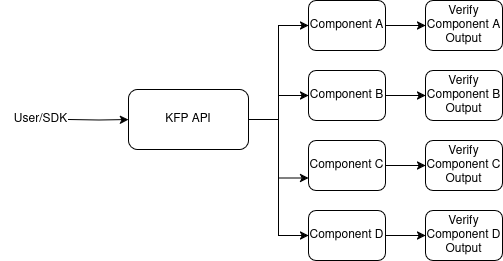 User/SDK
KFP API
Component A
Verify
Component A
Output
Component B
Verify
Component B
Output
Component C
Verify
Component C
Output
Component D
Verify
Component D
Output